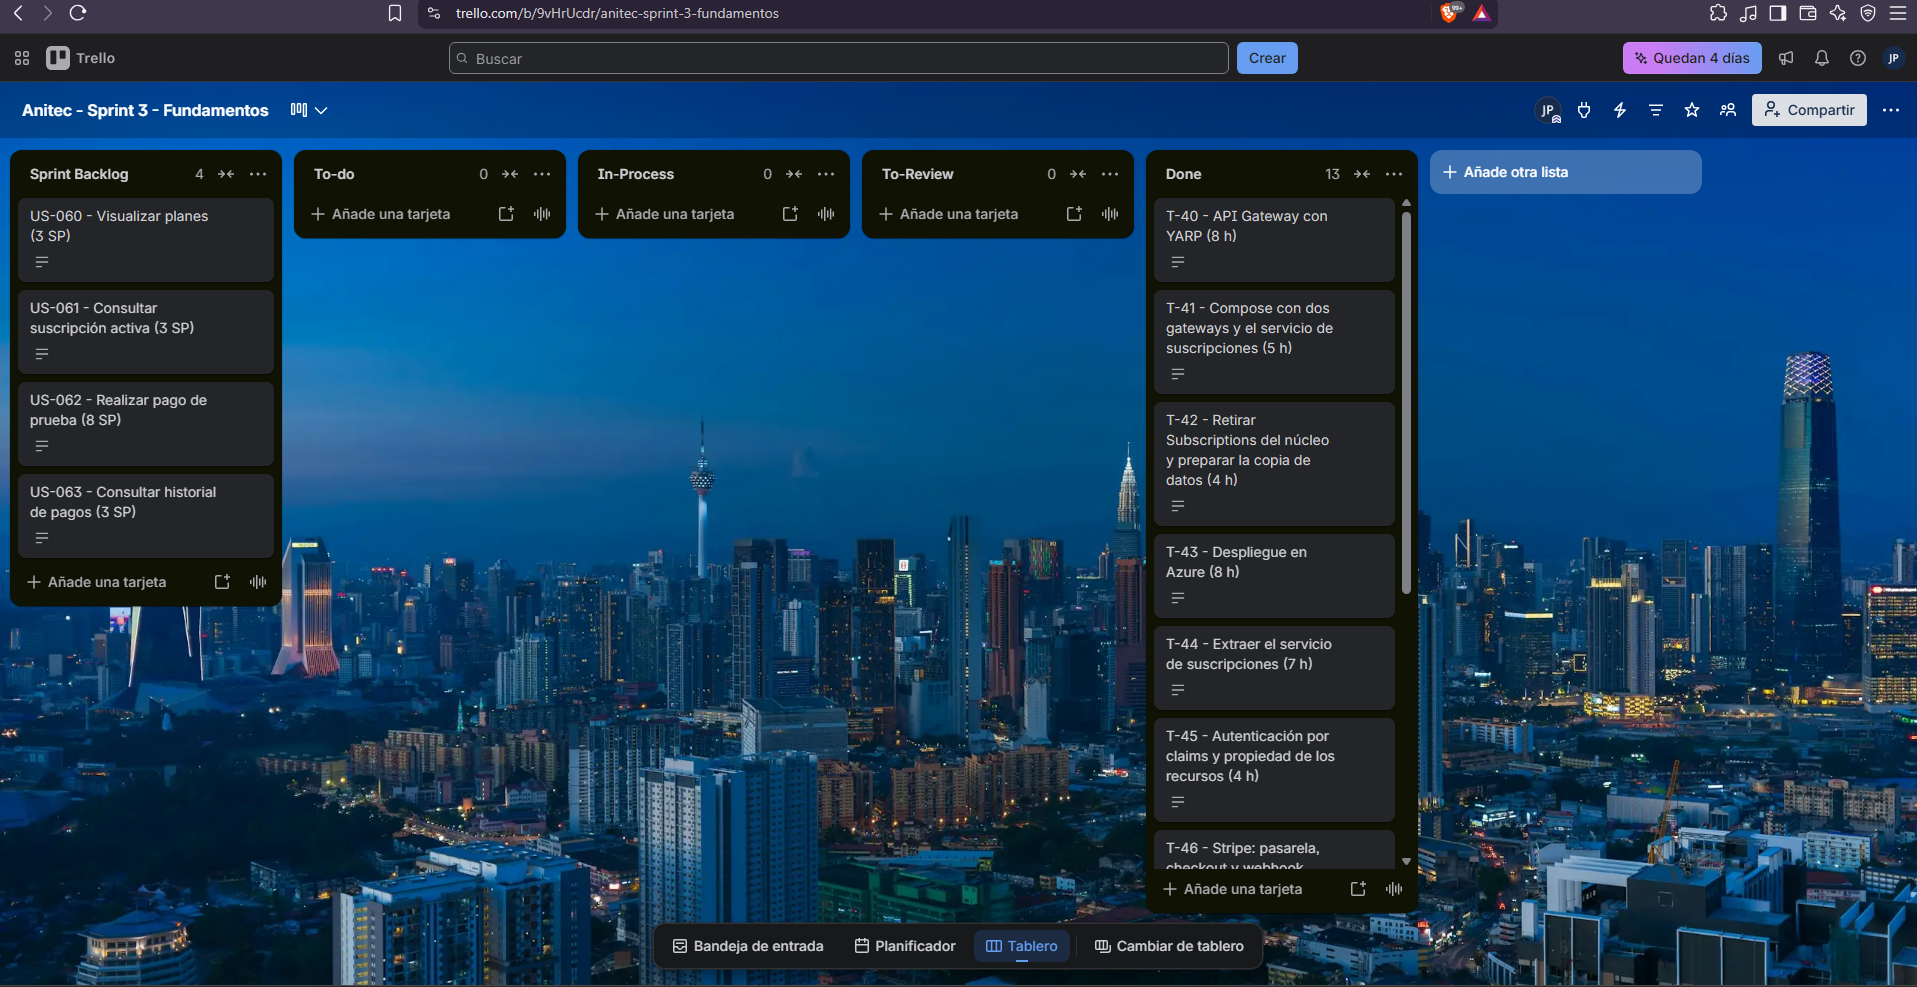 trello.com/b/9vHrUcdr/anitec-sprint-3-fundamentos
99+
Trello
Buscar
Crear
Quedan 4 días
JP
Anitec - Sprint 3 - Fundamentos
JP
Compartir
Sprint Backlog 4
US-060 - Visualizar planes
(3 SP)
US-061 - Consultar
suscripción activa (3 SP)
US-062 - Realizar pago de
prueba (8 SP)
US-063 - Consultar historial
de pagos (3 SP)
Añade una tarjeta
To-do 0
Añade una tarjeta
In-Process 0
Añade una tarjeta
To-Review 0
Añade una tarjeta
Done 13
T-40 - API Gateway con
YARP (8 h)
T-41 - Compose con dos
gateways y el servicio de
suscripciones (5 h)
T-42 - Retirar
Subscriptions del núcleo
y preparar la copia de
datos (4 h)
T-43 - Despliegue en
Azure (8 h)
T-44 - Extraer el servicio
de suscripciones (7 h)
T-45 - Autenticación por
claims y propiedad de los
recursos (4 h)
T-46 - Stripe: pasarela,
checkout y webhook
Añade una tarjeta
Añade otra lista
Bandeja de entrada
Planificador
Tablero
Cambiar de tablero